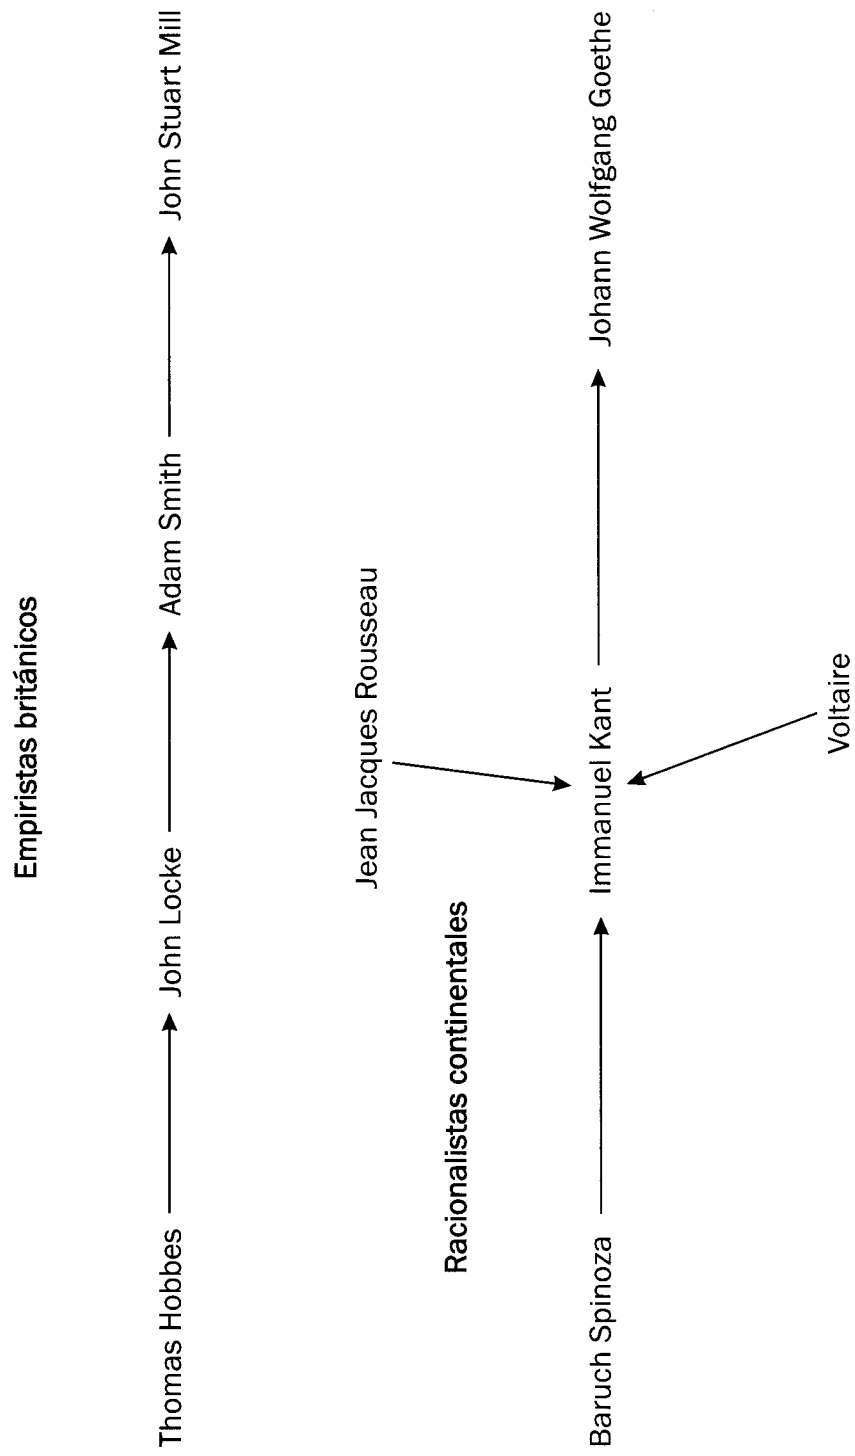 Empiristas británicos
Thomas Hobbes
John Locke
Adam Smith
John Stuart Mill
Jean Jacques Rousseau
Racionalistas continentales
Baruch Spinoza
Immanuel Kant
Johann Wolfgang Goethe
Voltaire